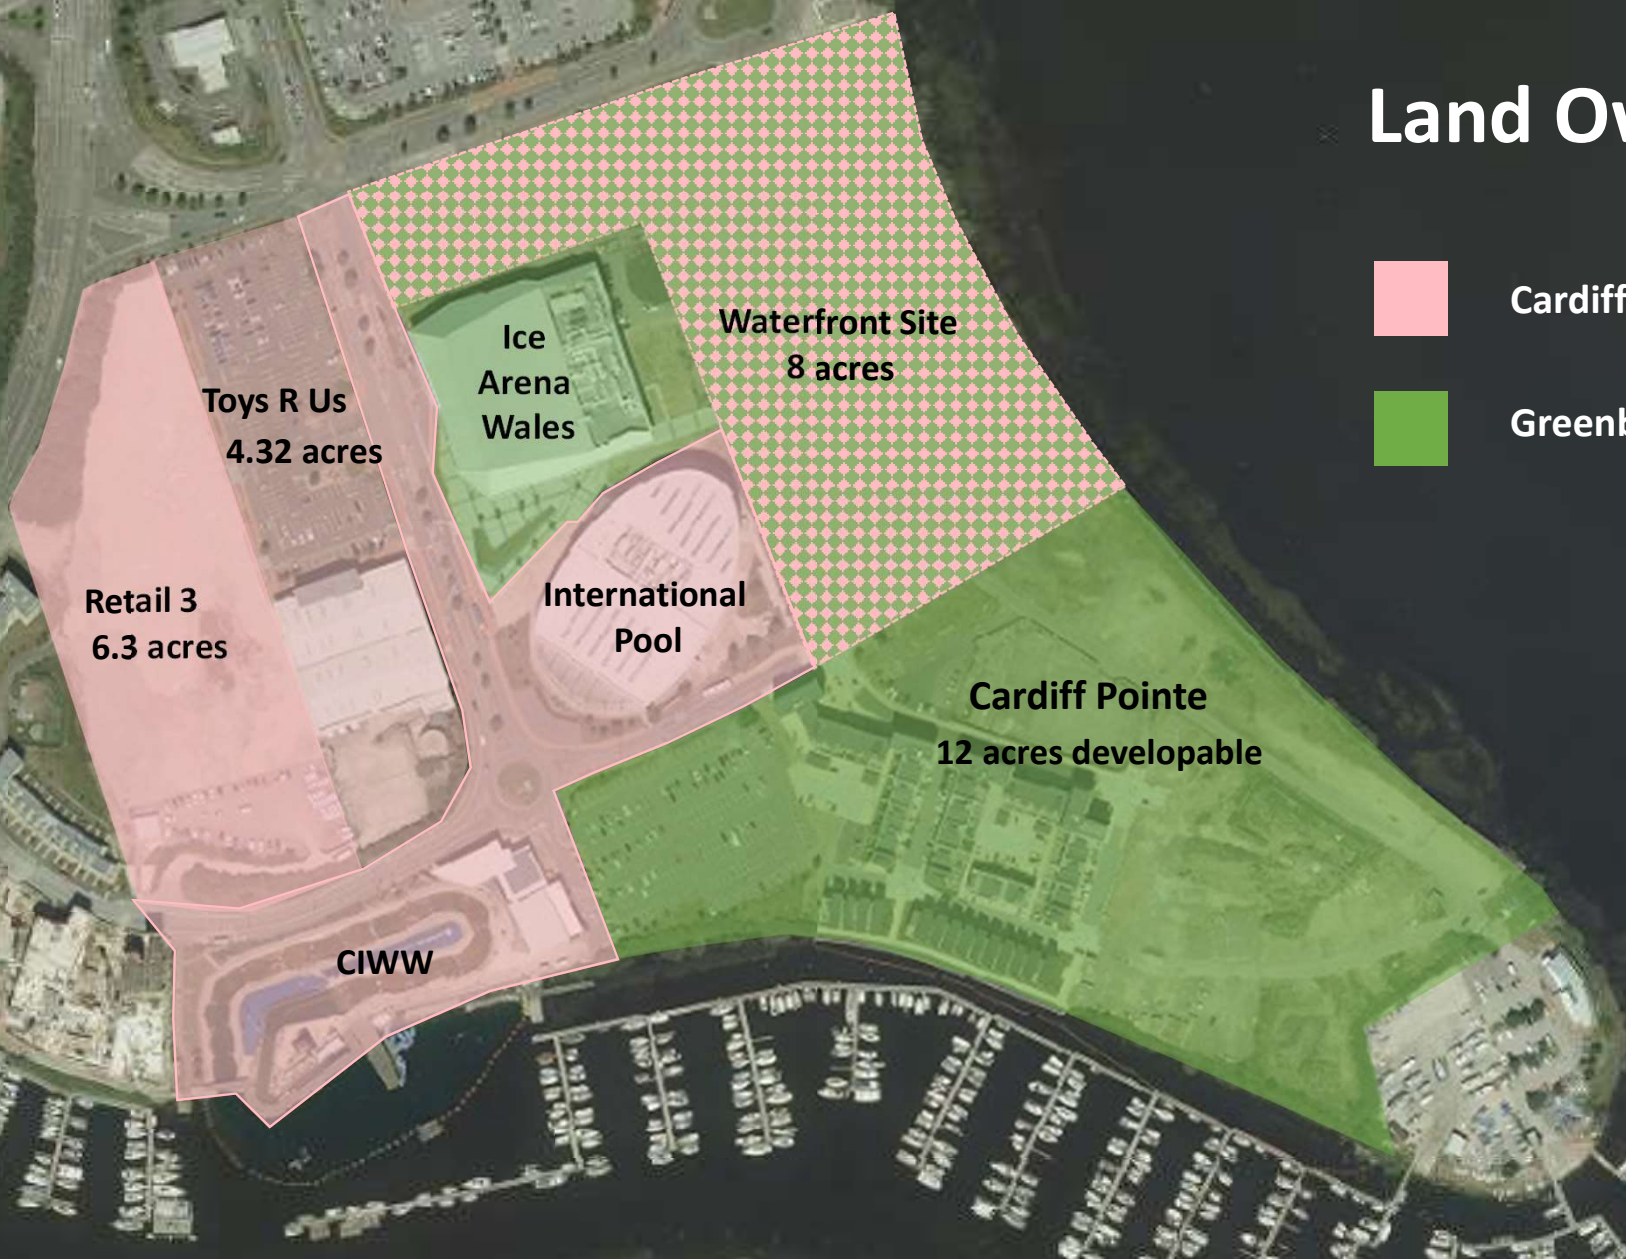 Land Ow
Cardiff
Greenb
Ice
Arena
Wales
Waterfront Site
8 acres
Toys R Us
4.32 acres
Retail 3
6.3 acres
International
Pool
Cardiff Pointe
12 acres developable
CIWW